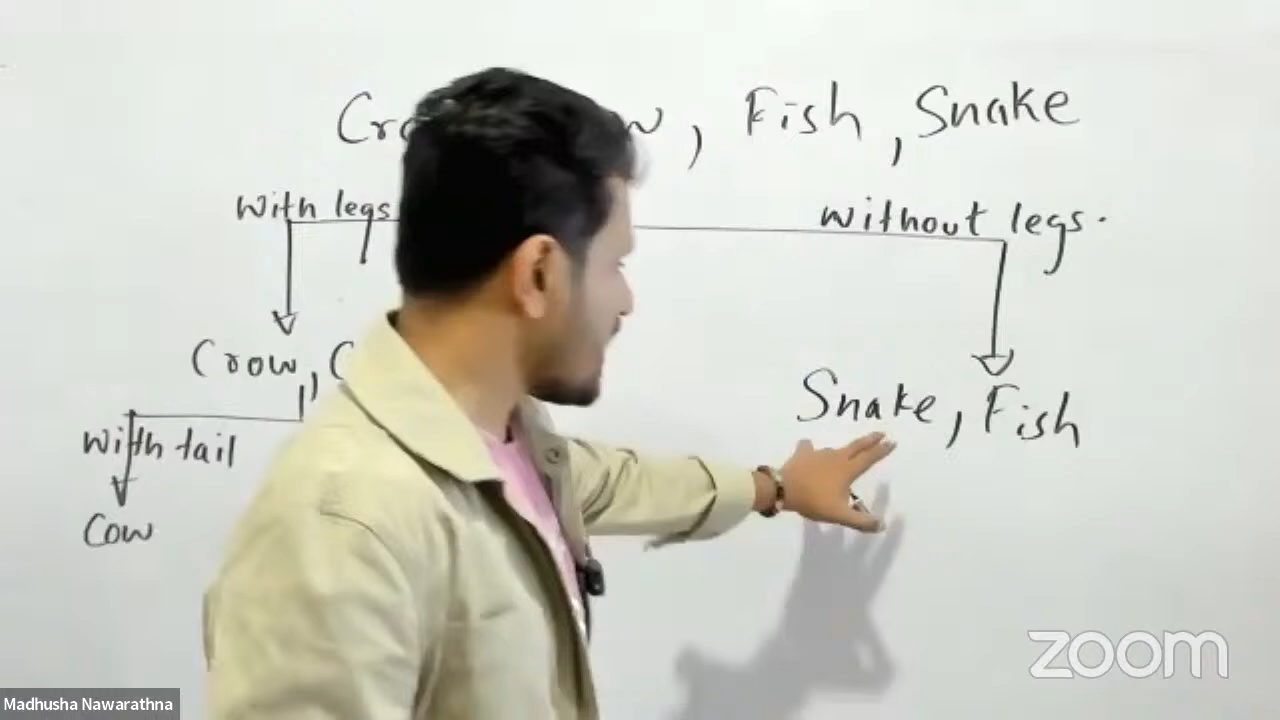 Fish, Snake
With legs
without legs.
Crow,
Snake, Fish
With tail
Cow
zoom
Madhusha Nawarathna